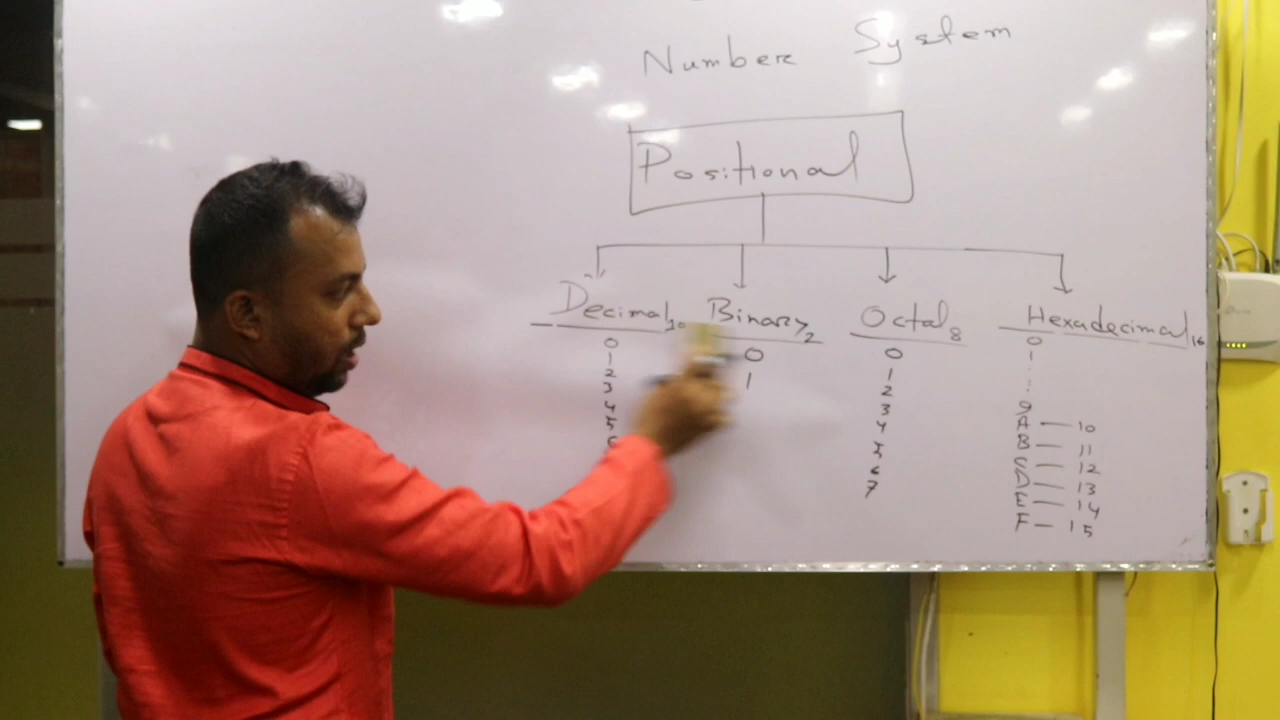 Number System
Positional
Decimal10 Binary2 Octal8 Hexadecimal16
0
1
2
3
4
5
0
1
0
1
2
3
4
5
6
7
0
1
:
9
A — 10
B — 11
C — 12
D — 13
E — 14
F — 15